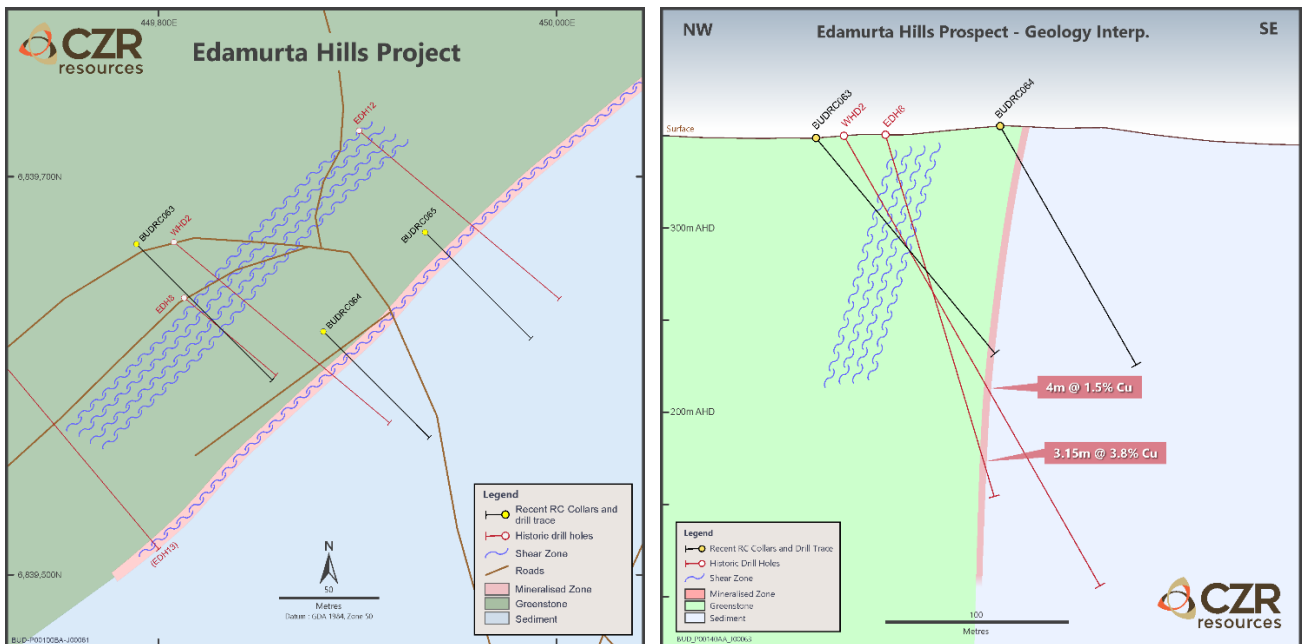 449,800E
450,000E
CZR
resources
Edamurta Hills Project
EDH12
6,839,700N
BUDRC063
WHD2
BUDRC065
EDH8
BUDRC064
(EDH13)
6,839,500N
N
50
Metres
Datum : GDA 1984, Zone 50
Legend
Recent RC Collars and
drill trace
Historic drill holes
Shear Zone
Roads
Mineralised Zone
Greenstone
Sediment
NW
Edamurta Hills Prospect - Geology Interp.
SE
BUDRC063
WHD2
EDH8
BUDRC064
Surface
300m AHD
200m AHD
4m @ 1.5% Cu
3.15m @ 3.8% Cu
Legend
Recent RC Collars and Drill Trace
Historic Drill Holes
Shear Zone
Mineralised Zone
Greenstone
Sediment
100
Metres
CZR
resources